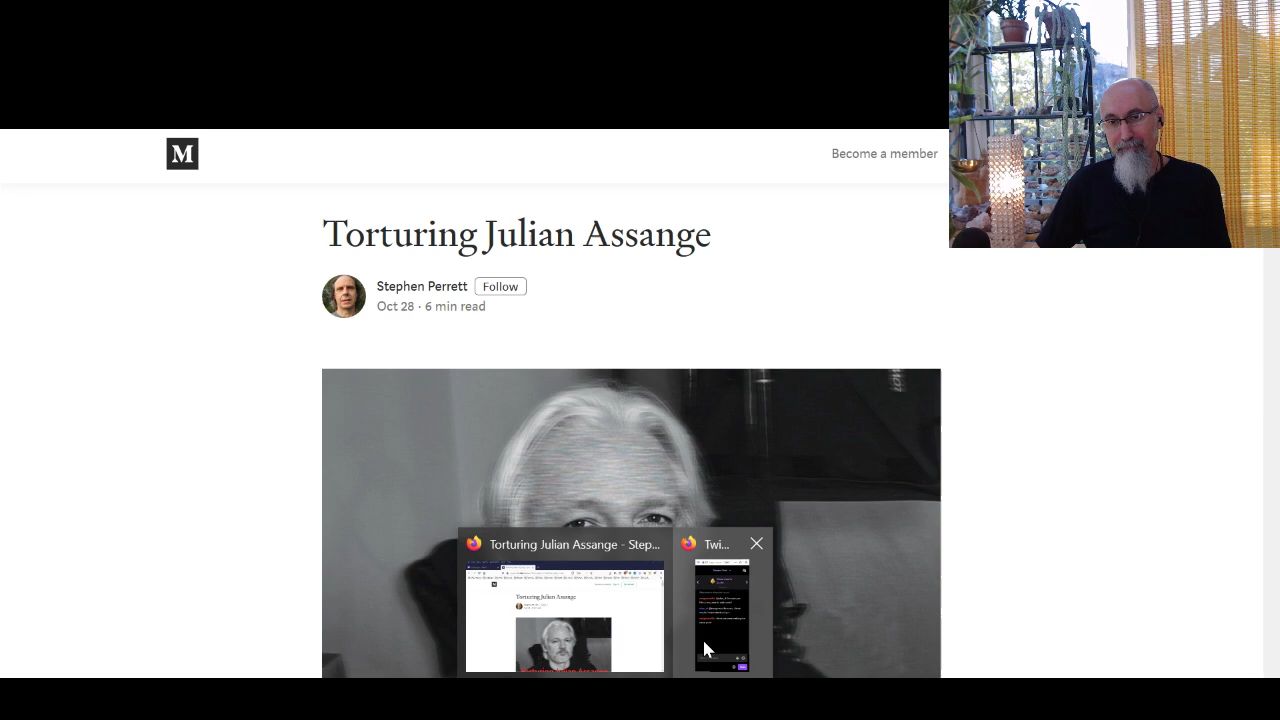 M
Become a member
Torturing Julian Assange
Stephen Perrett
Follow
Oct 28 · 6 min read
Torturing Julian Assange - Step...
Twi...
Torturing Julian Assange